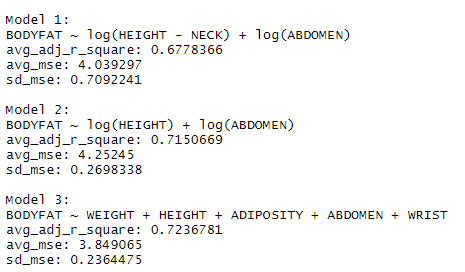 Model 1:
BODYFAT ~ log(HEIGHT - NECK) + log(ABDOMEN)
avg_adj_r_square: 0.6778366
avg_mse: 4.039297
sd_mse: 0.7092241
Model 2:
BODYFAT ~ log(HEIGHT) + log(ABDOMEN)
avg_adj_r_square: 0.7150669
avg_mse: 4.25245
sd_mse: 0.2698338
Model 3:
BODYFAT ~ WEIGHT + HEIGHT + ADIPOSITY + ABDOMEN + WRIST
avg_adj_r_square: 0.7236781
avg_mse: 3.849065
sd_mse: 0.2364475